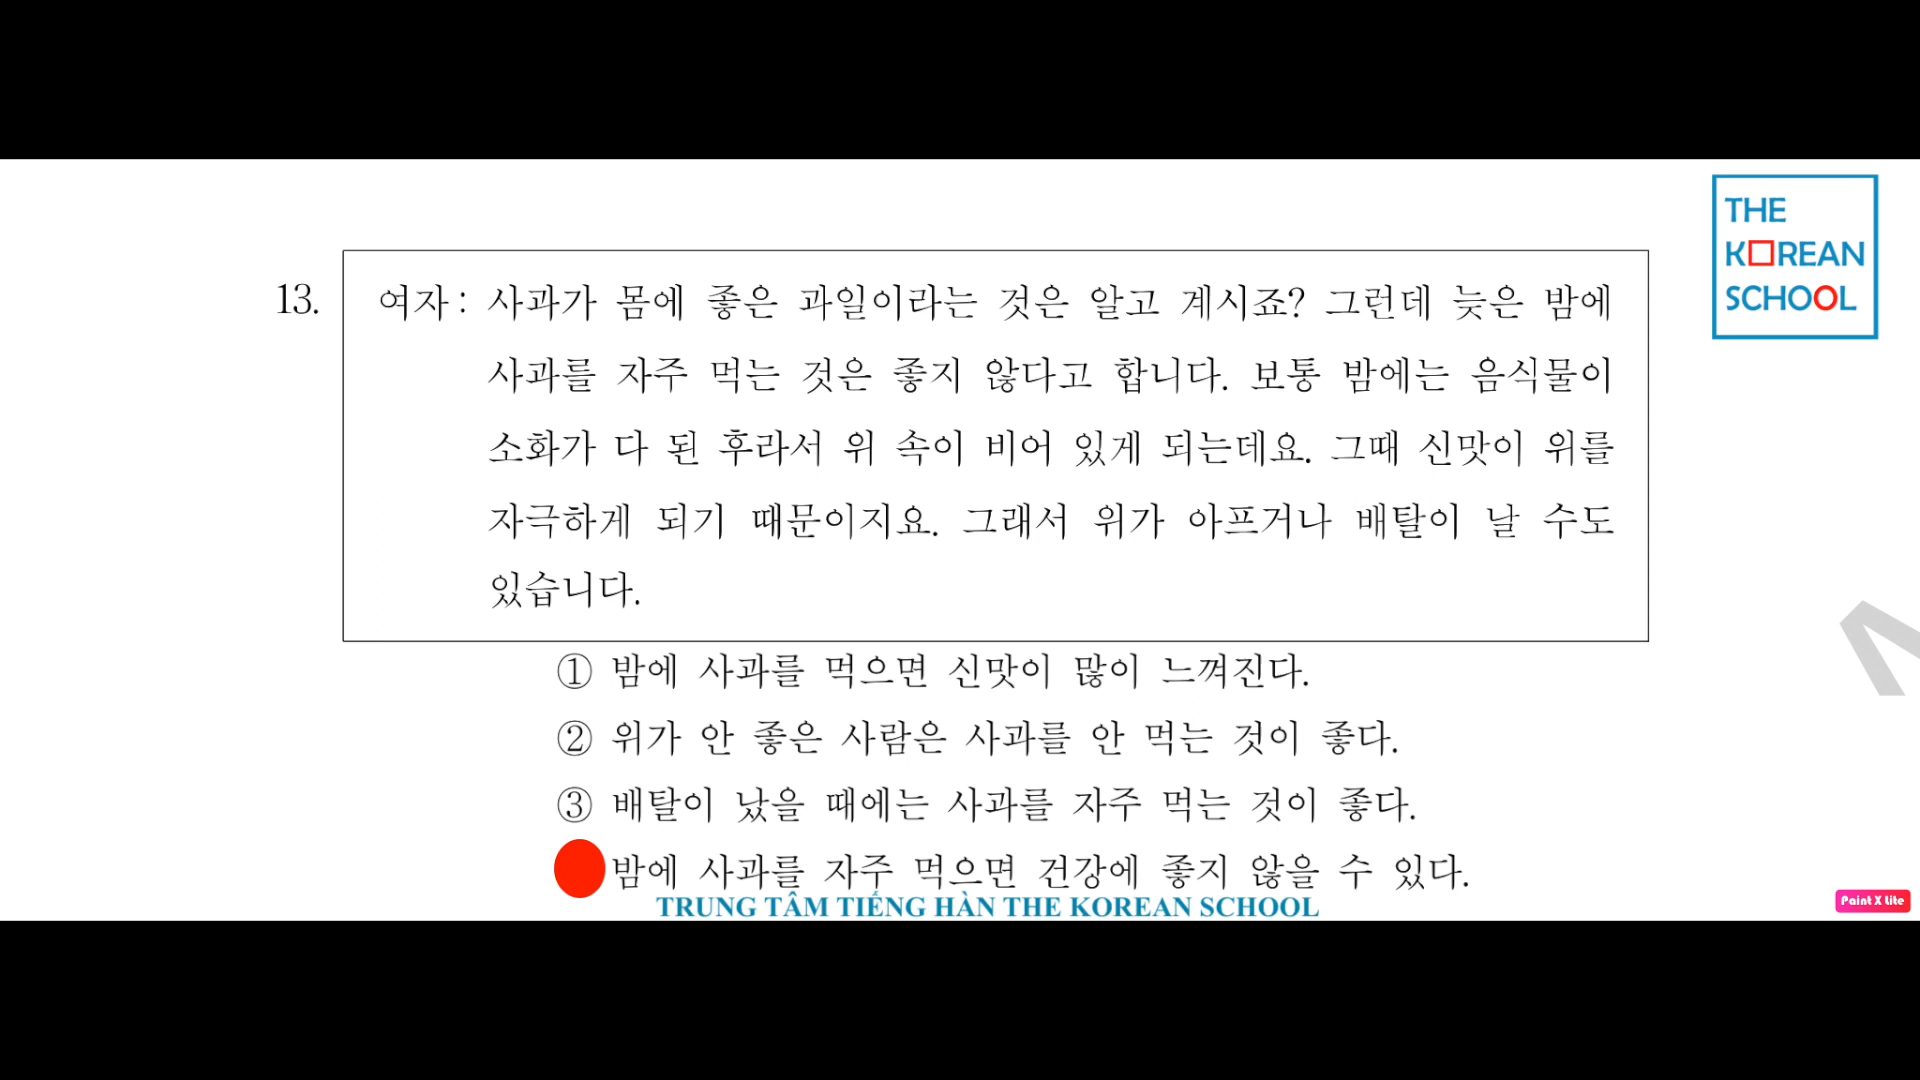 THE
KOREAN
SCHOOL
13. 여자 : 사과가 몸에 좋은 과일이라는 것은 알고 계시죠? 그런데 늦은 밤에
사과를 자주 먹는 것은 좋지 않다고 합니다. 보통 밤에는 음식물이
소화가 다 된 후라서 위 속이 비어 있게 되는데요. 그때 신맛이 위를
자극하게 되기 때문이지요. 그래서 위가 아프거나 배탈이 날 수도
있습니다.
① 밤에 사과를 먹으면 신맛이 많이 느껴진다.
② 위가 안 좋은 사람은 사과를 안 먹는 것이 좋다.
③ 배탈이 났을 때에는 사과를 자주 먹는 것이 좋다.
밤에 사과를 자주 먹으면 건강에 좋지 않을 수 있다.
TRUNG TÂM TIẾNG HÀN THE KOREAN SCHOOL
Paint X Lite